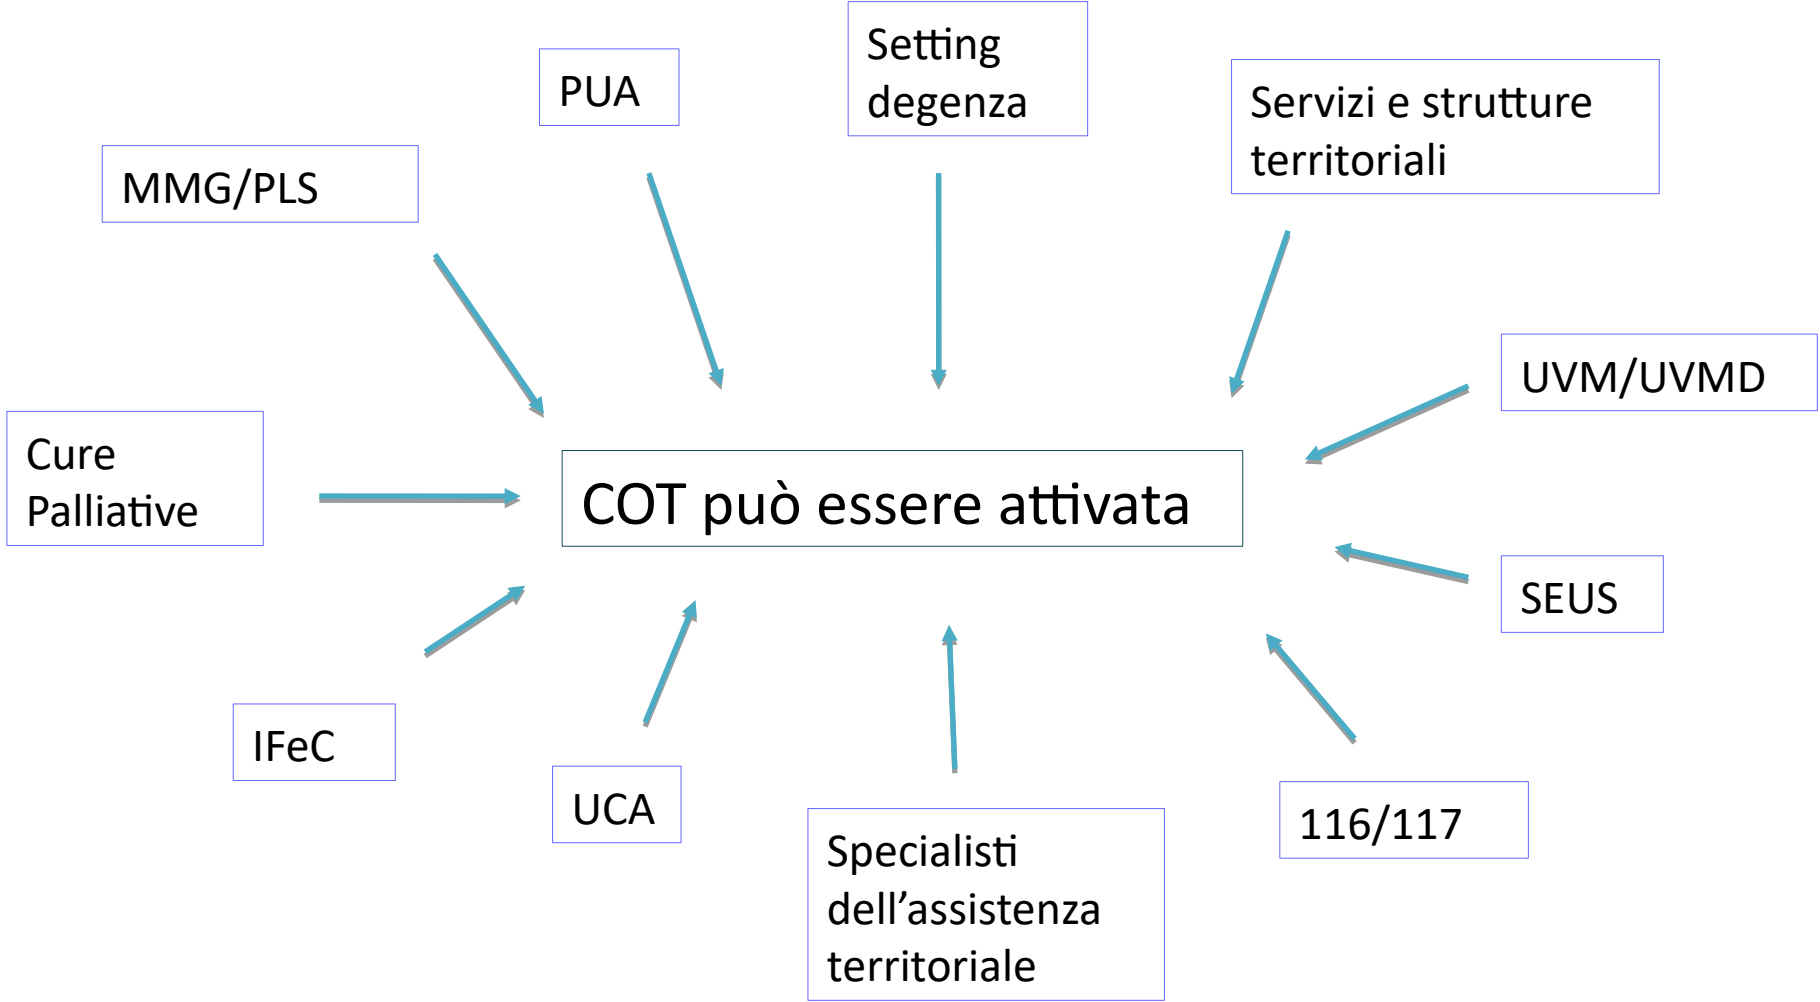 PUA
Setting
degenza
Servizi e strutture
territoriali
MMG/PLS
UVM/UVMD
Cure
Palliative
COT può essere attivata
SEUS
IFeC
UCA
116/117
Specialisti
dell’assistenza
territoriale